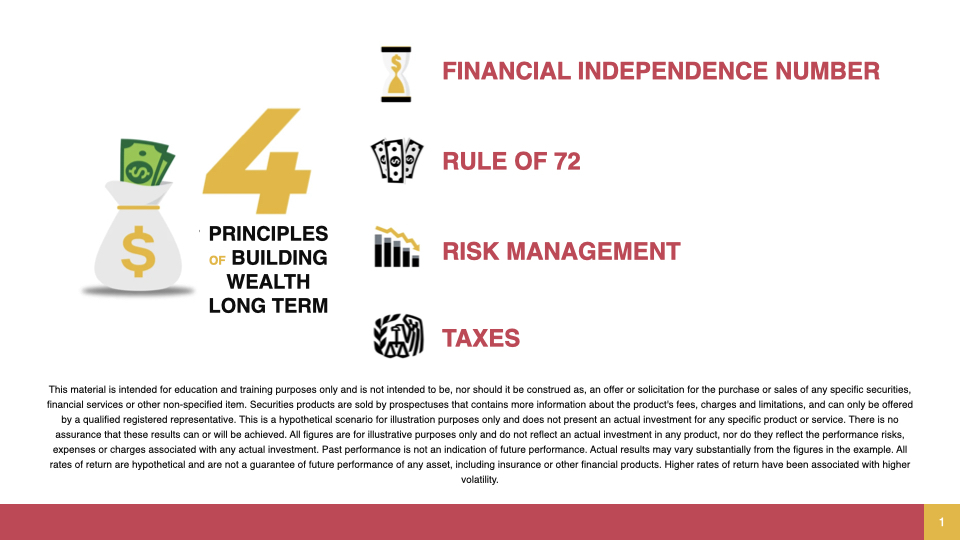 4
PRINCIPLES
OF BUILDING
WEALTH
LONG TERM
$
FINANCIAL INDEPENDENCE NUMBER
RULE OF 72
RISK MANAGEMENT
TAXES
This material is intended for education and training purposes only and is not intended to be, nor should it be construed as, an offer or solicitation for the purchase or sales of any specific securities,
financial services or other non-specified item. Securities products are sold by prospectuses that contains more information about the product's fees, charges and limitations, and can only be offered
by a qualified registered representative. This is a hypothetical scenario for illustration purposes only and does not present an actual investment for any specific product or service. There is no
assurance that these results can or will be achieved. All figures are for illustrative purposes only and do not reflect an actual investment in any product, nor do they reflect the performance risks,
expenses or charges associated with any actual investment. Past performance is not an indication of future performance. Actual results may vary substantially from the figures in the example. All
rates of return are hypothetical and are not a guarantee of future performance of any asset, including insurance or other financial products. Higher rates of return have been associated with higher
volatility.
1